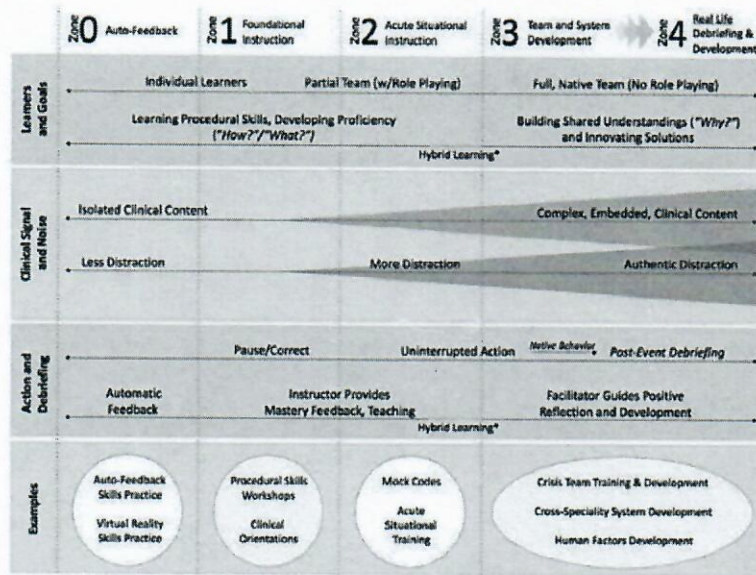 Zone 0 Auto-Feedback
Zone 1 Foundational Instruction
Zone 2 Acute Situational Instruction
Zone 3 Team and System Development
Zone 4 Real Life Debriefing & Development
Learners and Goals
Individual Learners
Partial Team (w/Role Playing)
Full, Native Team (No Role Playing)
Learning Procedural Skills, Developing Proficiency
("How?"/"What?")
Building Shared Understandings ("Why?")
and Innovating Solutions
Hybrid Learning*
Clinical Signal and Noise
Isolated Clinical Content
Complex, Embedded, Clinical Content
Less Distraction
More Distraction
Authentic Distraction
Action and Debriefing
Pause/Correct
Uninterrupted Action
Native Behavior
Post-Event Debriefing
Automatic
Feedback
Instructor Provides
Mastery Feedback, Teaching
Facilitator Guides Positive
Reflection and Development
Hybrid Learning*
Examples
Auto-Feedback
Skills Practice
Virtual Reality
Skills Practice
Procedural Skills
Workshops
Clinical
Orientations
Mock Codes
Acute
Situational
Training
Crisis Team Training & Development
Cross-Speciality System Development
Human Factors Development